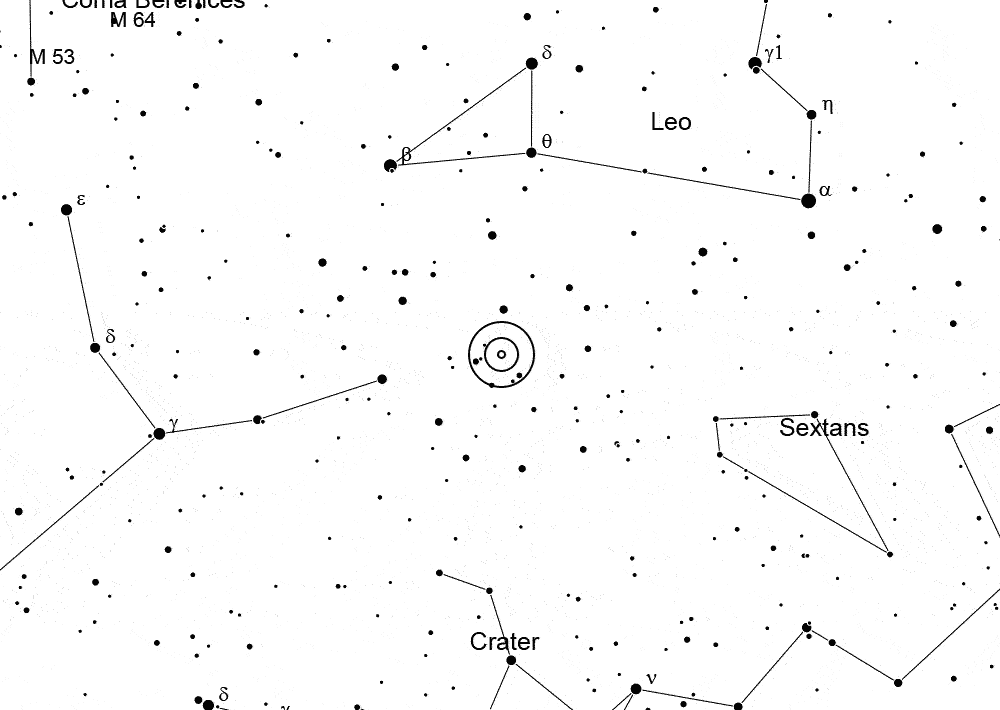 Coma Berenices
M 64
M 53
δ
γ1
η
Leo
θ
β
α
ε
δ
γ
Sextans
Crater
ν
δ
γ